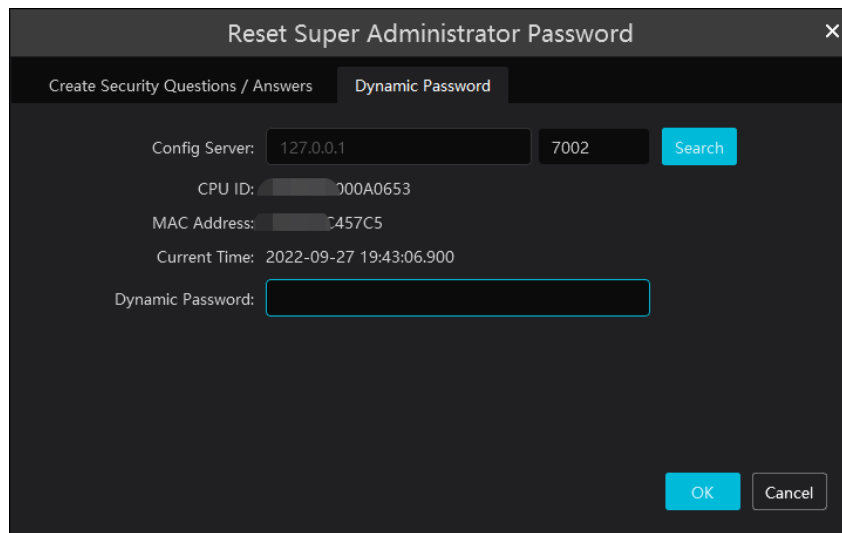 Reset Super Administrator Password
Create Security Questions / Answers Dynamic Password
Config Server: 127.0.0.1 7002 Search
CPU ID: 000A0653
MAC Address: C457C5
Current Time: 2022-09-27 19:43:06.900
Dynamic Password:
OK Cancel